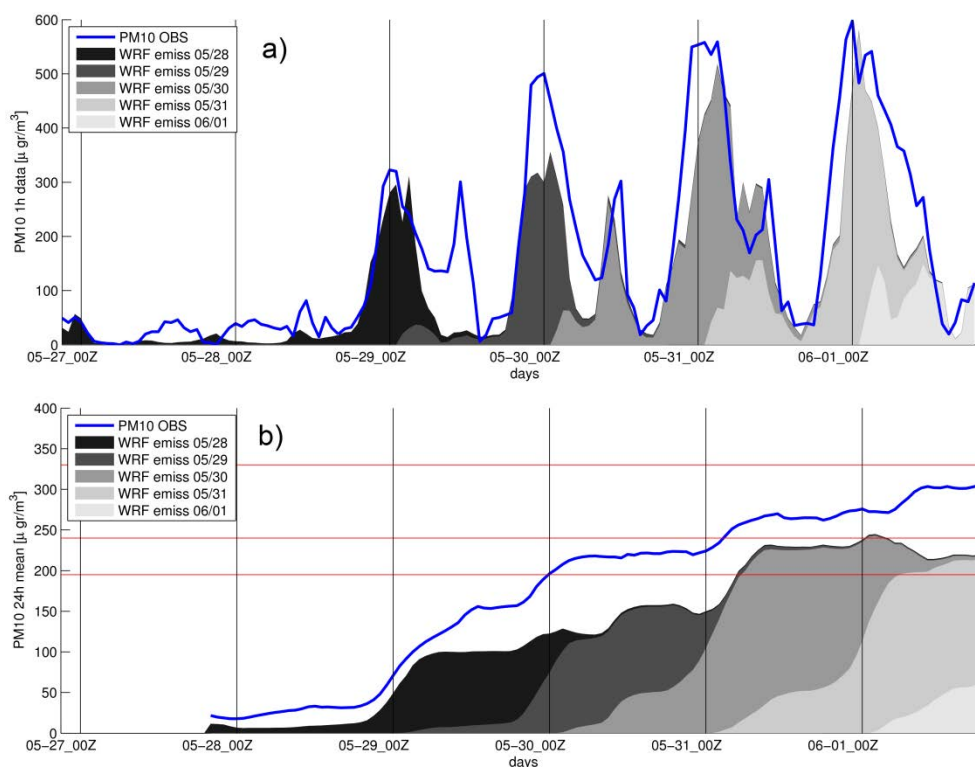 600
500
400
300
200
100
0
PM10 1h data [μ gr/m³]
PM10 OBS
WRF emiss 05/28
WRF emiss 05/29
WRF emiss 05/30
WRF emiss 05/31
WRF emiss 06/01
a)
05−27_00Z 05−28_00Z 05−29_00Z 05−30_00Z 05−31_00Z 06−01_00Z
days
400
350
300
250
200
150
100
50
0
PM10 24h mean [μ gr/m³]
PM10 OBS
WRF emiss 05/28
WRF emiss 05/29
WRF emiss 05/30
WRF emiss 05/31
WRF emiss 06/01
b)
05−27_00Z 05−28_00Z 05−29_00Z 05−30_00Z 05−31_00Z 06−01_00Z
days